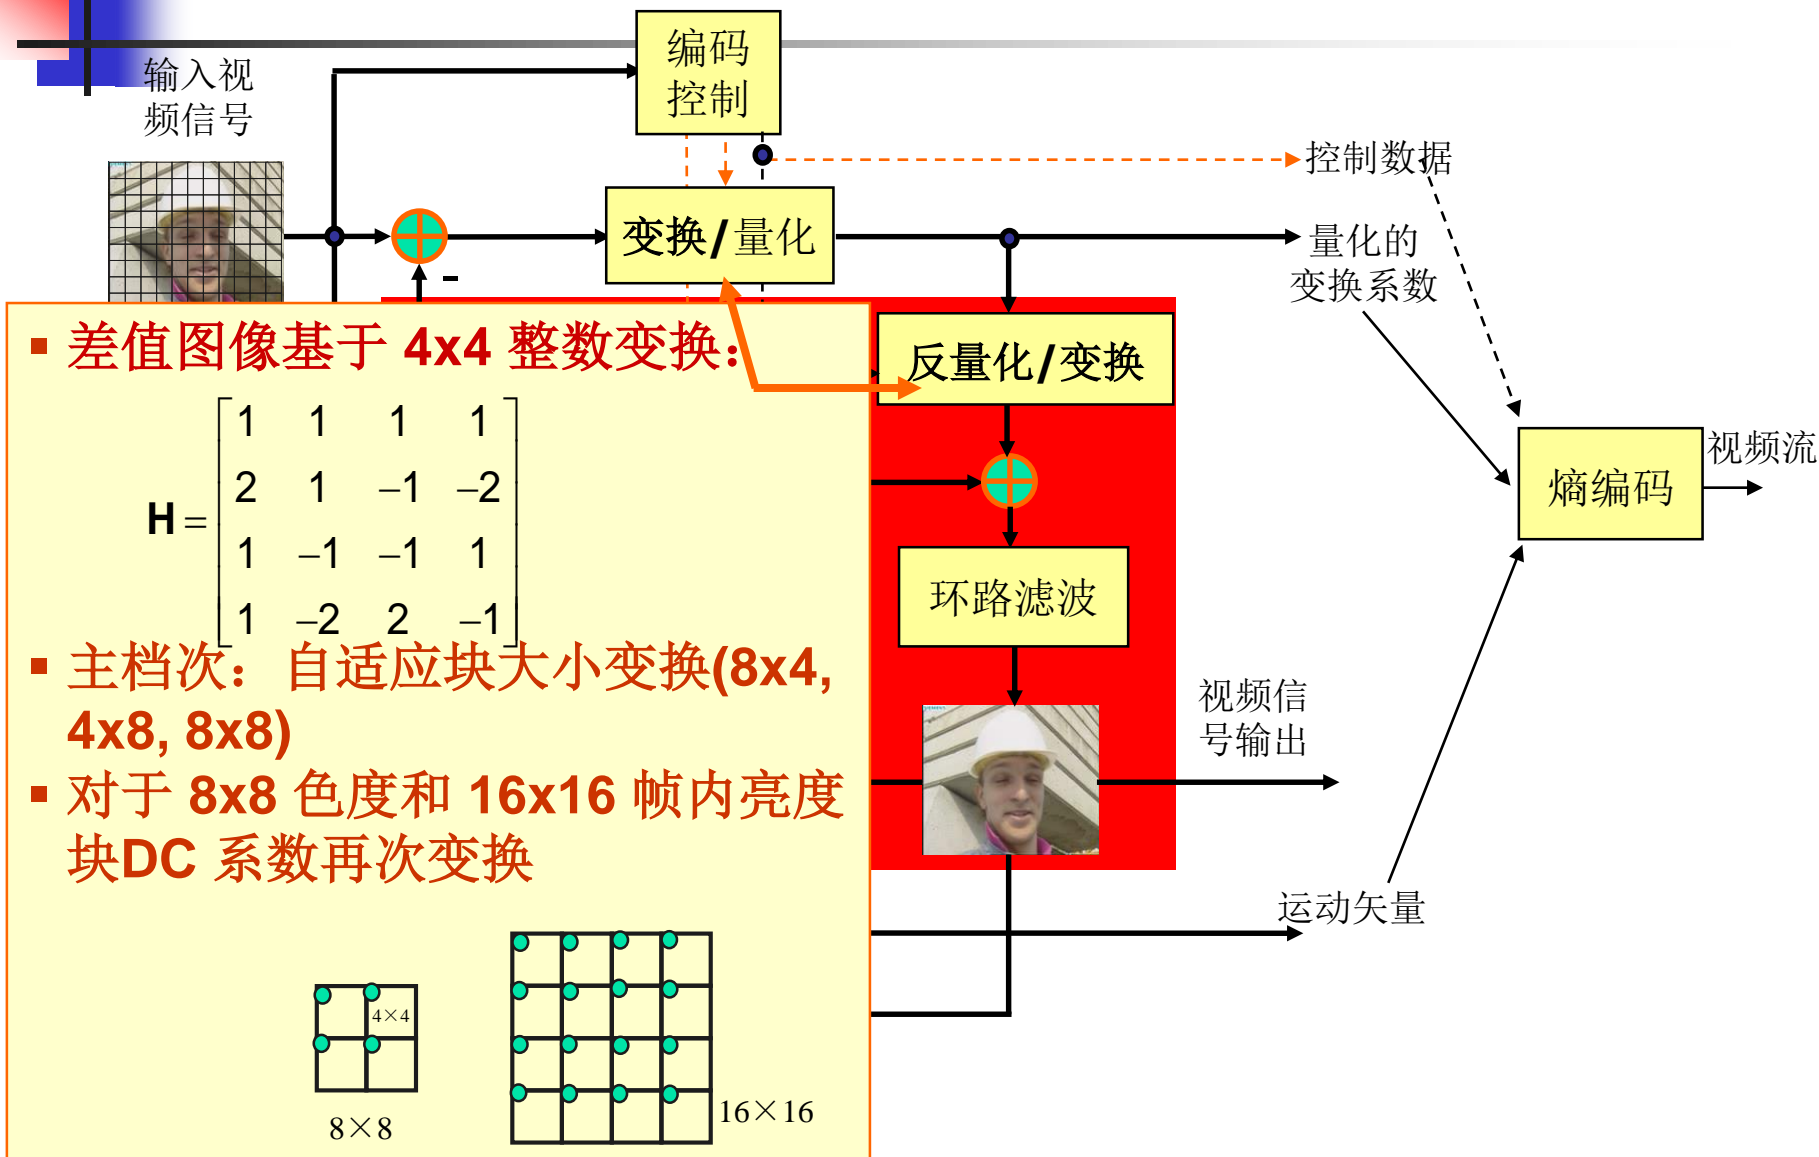 编码
控制
输入视
频信号
控制数据
变换/量化
量化的
变换系数
-
差值图像基于 4x4 整数变换：
反量化/变换
H =
1 1 1 1
2 1 –1 –2
1 –1 –1 1
1 –2 2 –1
熵编码
视频流
环路滤波
主档次： 自适应块大小变换(8x4,
4x8, 8x8)
视频信
号输出
对于 8x8 色度和 16x16 帧内亮度
块DC 系数再次变换
运动矢量
4×4
8×8
16×16